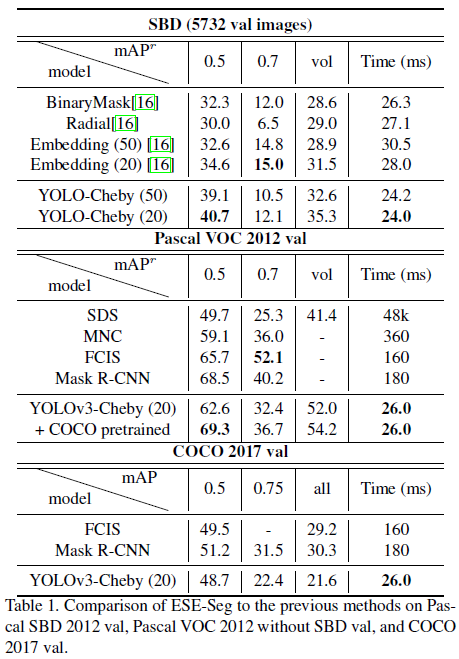 SBD (5732 val images)
mAPʳ model 0.5 0.7 vol Time (ms)
BinaryMask[16] 32.3 12.0 28.6 26.3
Radial[16] 30.0 6.5 29.0 27.1
Embedding (50) [16] 32.6 14.8 28.9 30.5
Embedding (20) [16] 34.6 15.0 31.5 28.0
YOLO-Cheby (50) 39.1 10.5 32.6 24.2
YOLO-Cheby (20) 40.7 12.1 35.3 24.0
Pascal VOC 2012 val
mAPʳ model 0.5 0.7 vol Time (ms)
SDS 49.7 25.3 41.4 48k
MNC 59.1 36.0 - 360
FCIS 65.7 52.1 - 160
Mask R-CNN 68.5 40.2 - 180
YOLOv3-Cheby (20) 62.6 32.4 52.0 26.0
+ COCO pretrained 69.3 36.7 54.2 26.0
COCO 2017 val
mAP model 0.5 0.75 all Time (ms)
FCIS 49.5 - 29.2 160
Mask R-CNN 51.2 31.5 30.3 180
YOLOv3-Cheby (20) 48.7 22.4 21.6 26.0
Table 1. Comparison of ESE-Seg to the previous methods on Pas-
cal SBD 2012 val, Pascal VOC 2012 without SBD val, and COCO
2017 val.